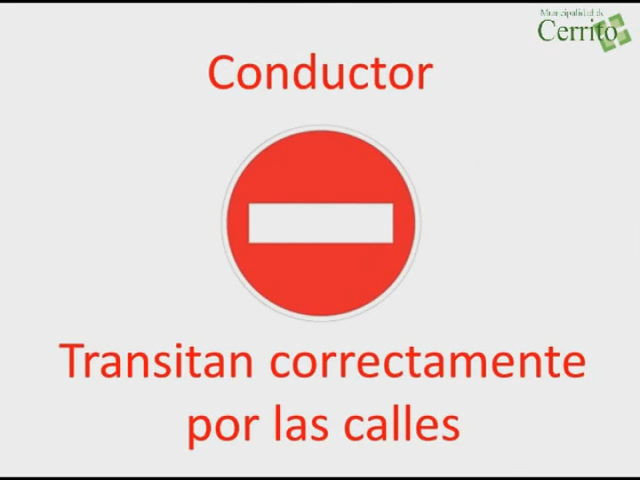 Municipalidad de
Cerrito
Conductor
Transitan correctamente
por las calles